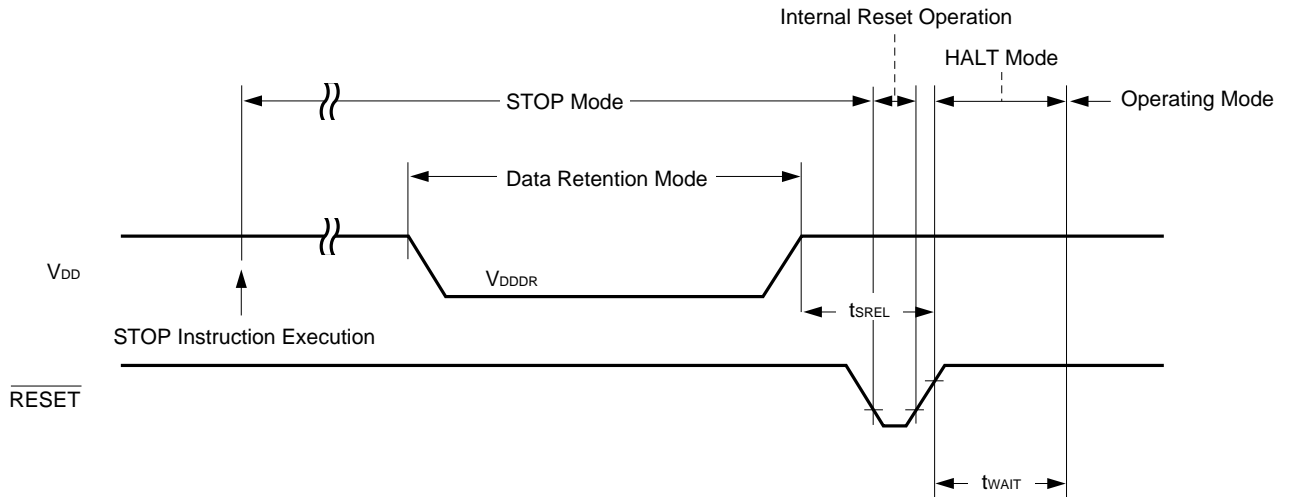 Internal Reset Operation
HALT Mode
STOP Mode
Operating Mode
Data Retention Mode
VDD
VDDDR
tSREL
STOP Instruction Execution
RESET
tWAIT